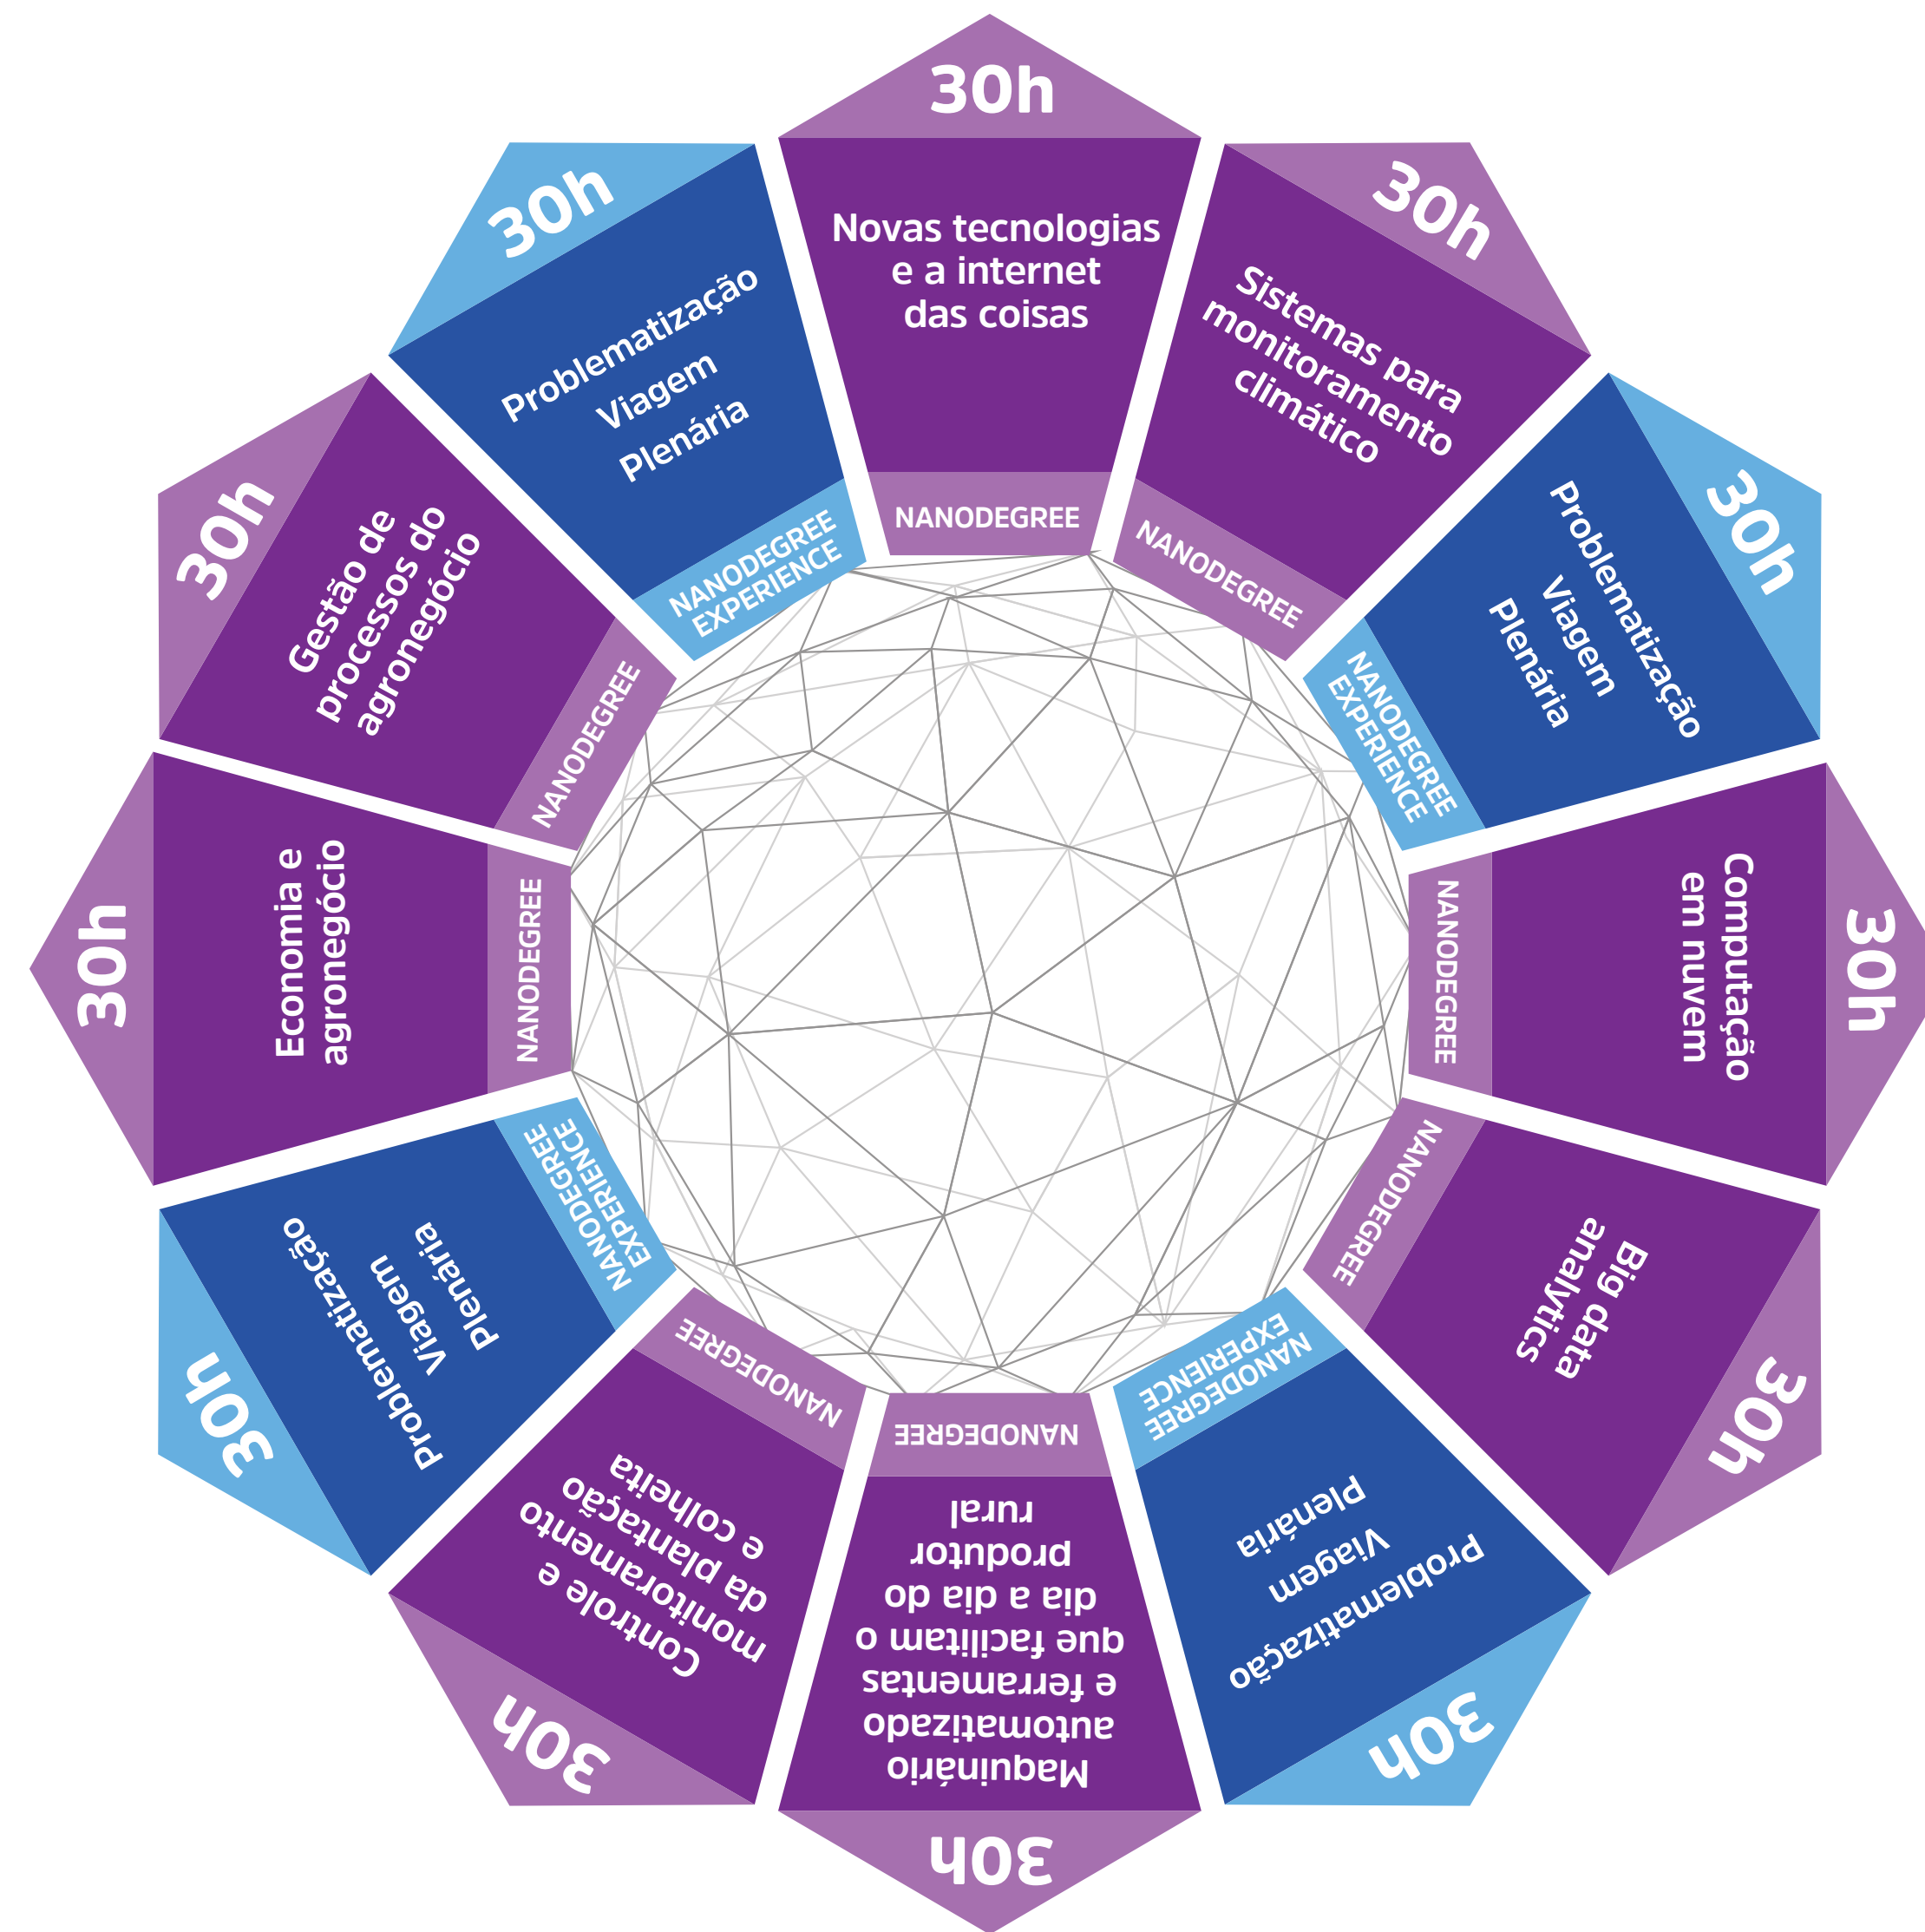 30h
Novas tecnologias
e a internet
das coisas
NANODEGREE
30h
Sistemas para
monitoramento
climático
NANODEGREE
30h
Problematização
Viagem
Plenária
NANODEGREE
EXPERIENCE
30h
Computação
em nuvem
NANODEGREE
30h
Big data
analytics
NANODEGREE
30h
Problematização
Viagem
Plenária
NANODEGREE
EXPERIENCE
30h
Maquinário
automatizado
e ferramentas
que facilitam o
dia a dia do
produtor
rural
NANODEGREE
30h
Controle e
monitoramento
da plantação
e colheita
NANODEGREE
30h
Problematização
Viagem
Plenária
NANODEGREE
EXPERIENCE
30h
Economia e
agronegócio
NANODEGREE
30h
Gestão de
processos do
agronegócio
NANODEGREE
30h
Problematização
Viagem
Plenária
NANODEGREE
EXPERIENCE